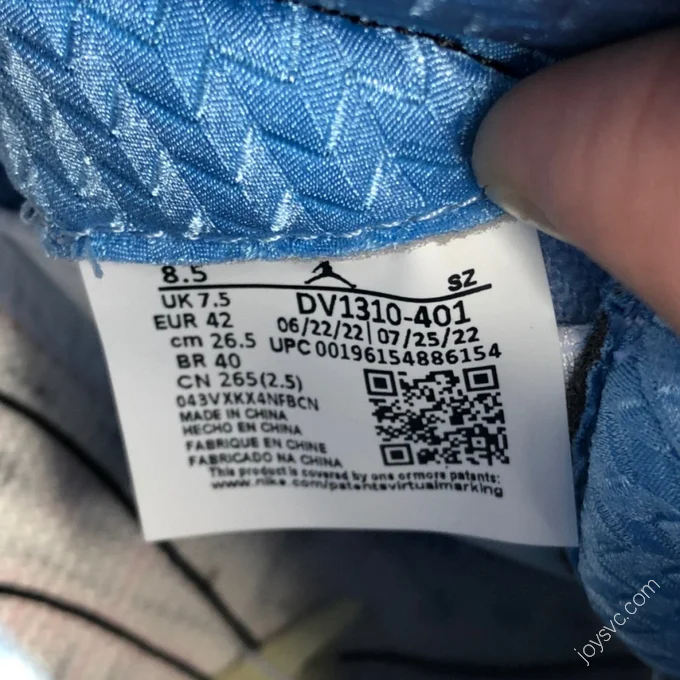 8.5
SZ
UK 7.5
DV1310-401
EUR 42
06/22/22 | 07/25/22
cm 26.5
UPC 00196154886154
BR 40
CN 265(2.5)
043VXKX4NFBCN
MADE IN CHINA
HECHO EN CHINA
FABRIQUE EN CHINE
FABRICADO NA CHINA
This product is covered by one or more patents:
www.nike.com/patentsvirtualmarking
joysvc.com